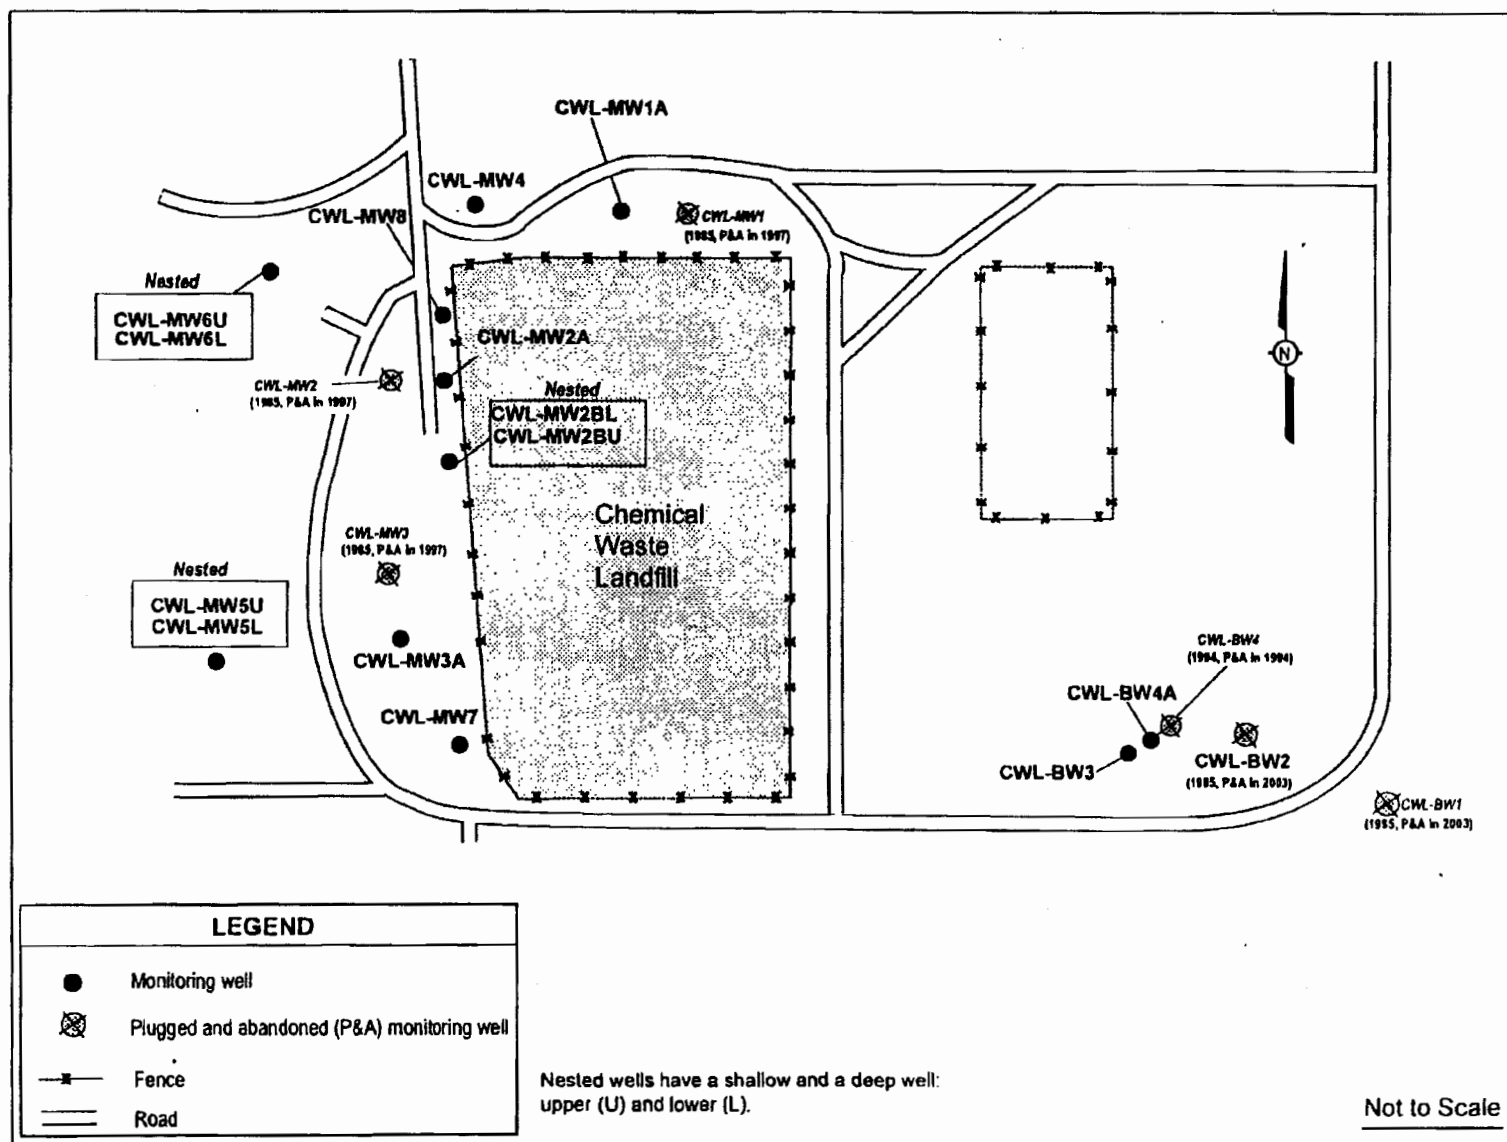 CWL-MW1A
CWL-MW4
CWL-MW8
CWL-MW1
(1985, P&A in 1997)
Nested
CWL-MW6U
CWL-MW6L
CWL-MW2A
CWL-MW2
(1985, P&A in 1997)
Nested
CWL-MW2BL
CWL-MW2BU
N
Chemical
Waste
Landfill
CWL-MW3
(1985, P&A in 1997)
Nested
CWL-MW5U
CWL-MW5L
CWL-MW3A
CWL-MW7
CWL-BW4
(1994, P&A in 1994)
CWL-BW4A
CWL-BW3
CWL-BW2
(1985, P&A in 2003)
CWL-BW1
(1985, P&A in 2003)
LEGEND
Monitoring well
Plugged and abandoned (P&A) monitoring well
Fence
Road
Nested wells have a shallow and a deep well:
upper (U) and lower (L).
Not to Scale